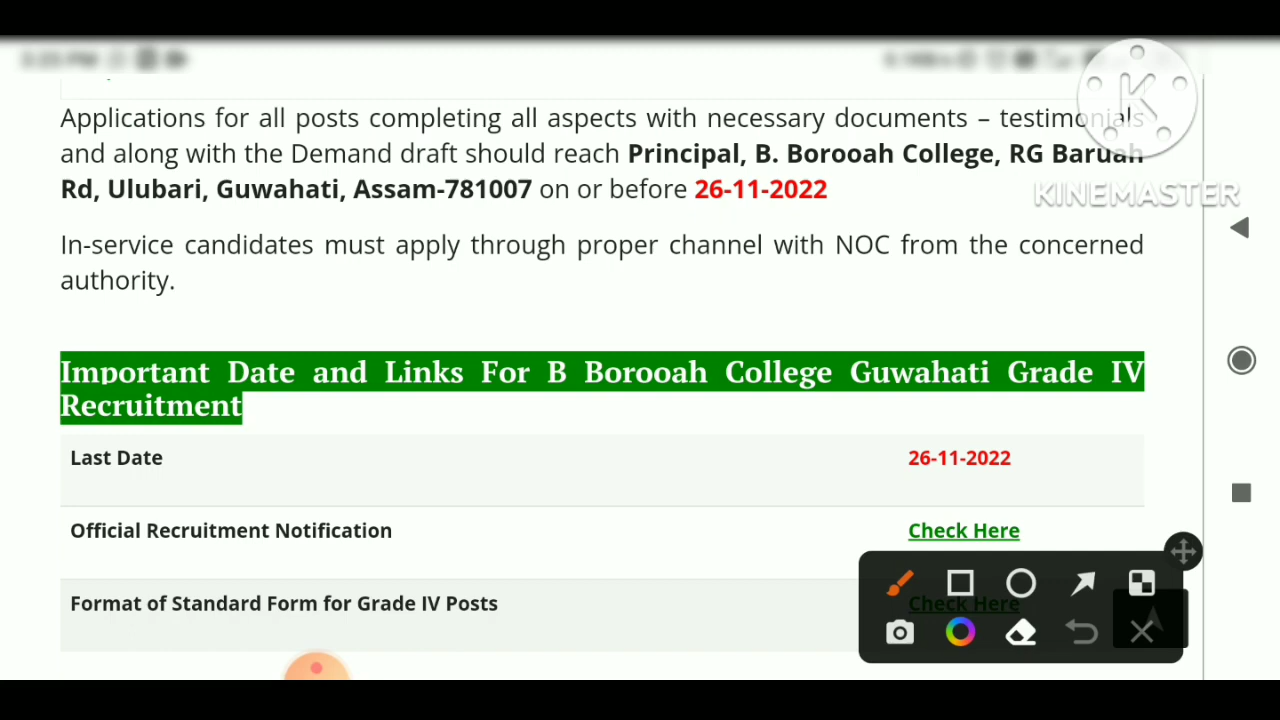 Applications for all posts completing all aspects with necessary documents – testimonials
and along with the Demand draft should reach Principal, B. Borooah College, RG Baruah
Rd, Ulubari, Guwahati, Assam-781007 on or before 26-11-2022
KINEMASTER
In-service candidates must apply through proper channel with NOC from the concerned
authority.
Important Date and Links For B Borooah College Guwahati Grade IV
Recruitment
Last Date 26-11-2022
Official Recruitment Notification Check Here
Format of Standard Form for Grade IV Posts Check Here